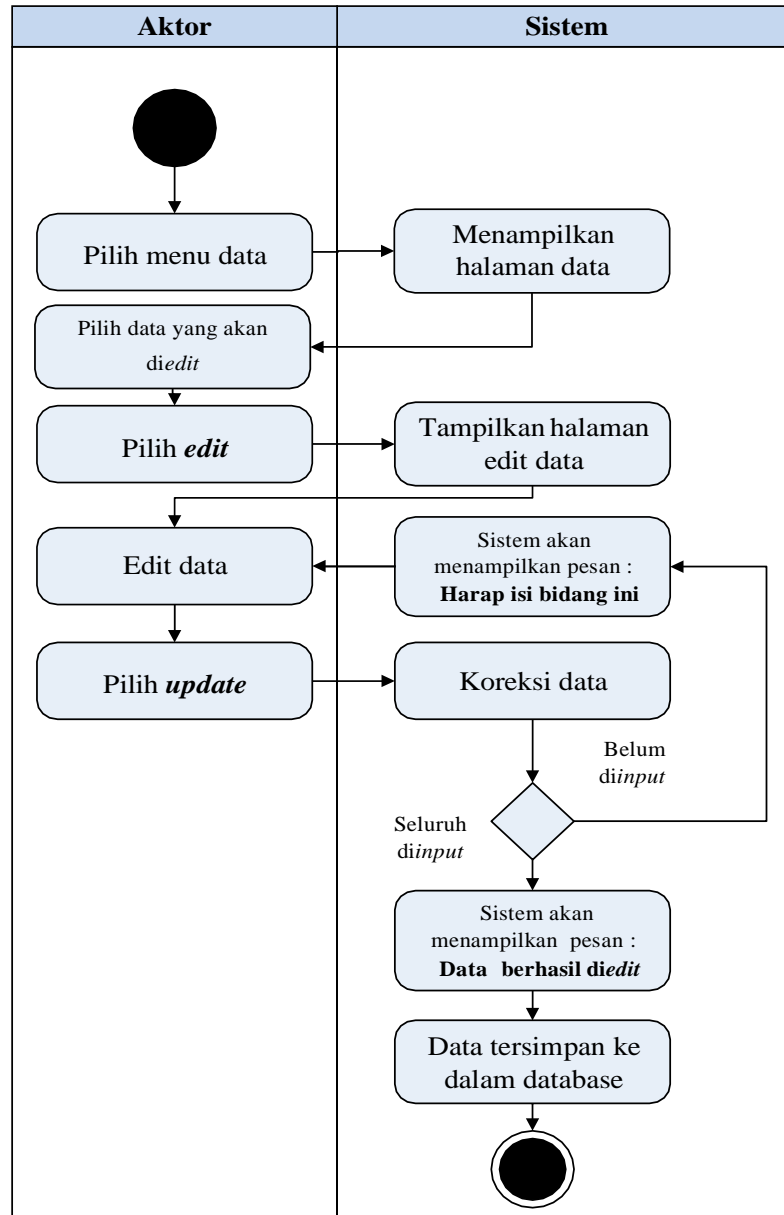 Aktor
Sistem
Pilih menu data
Menampilkan
halaman data
Pilih data yang akan
diedit
Pilih edit
Tampilkan halaman
edit data
Edit data
Sistem akan
menampilkan pesan :
Harap isi bidang ini
Pilih update
Koreksi data
Belum
diinput
Seluruh
diinput
Sistem akan
menampilkan pesan :
Data berhasil diedit
Data tersimpan ke
dalam database